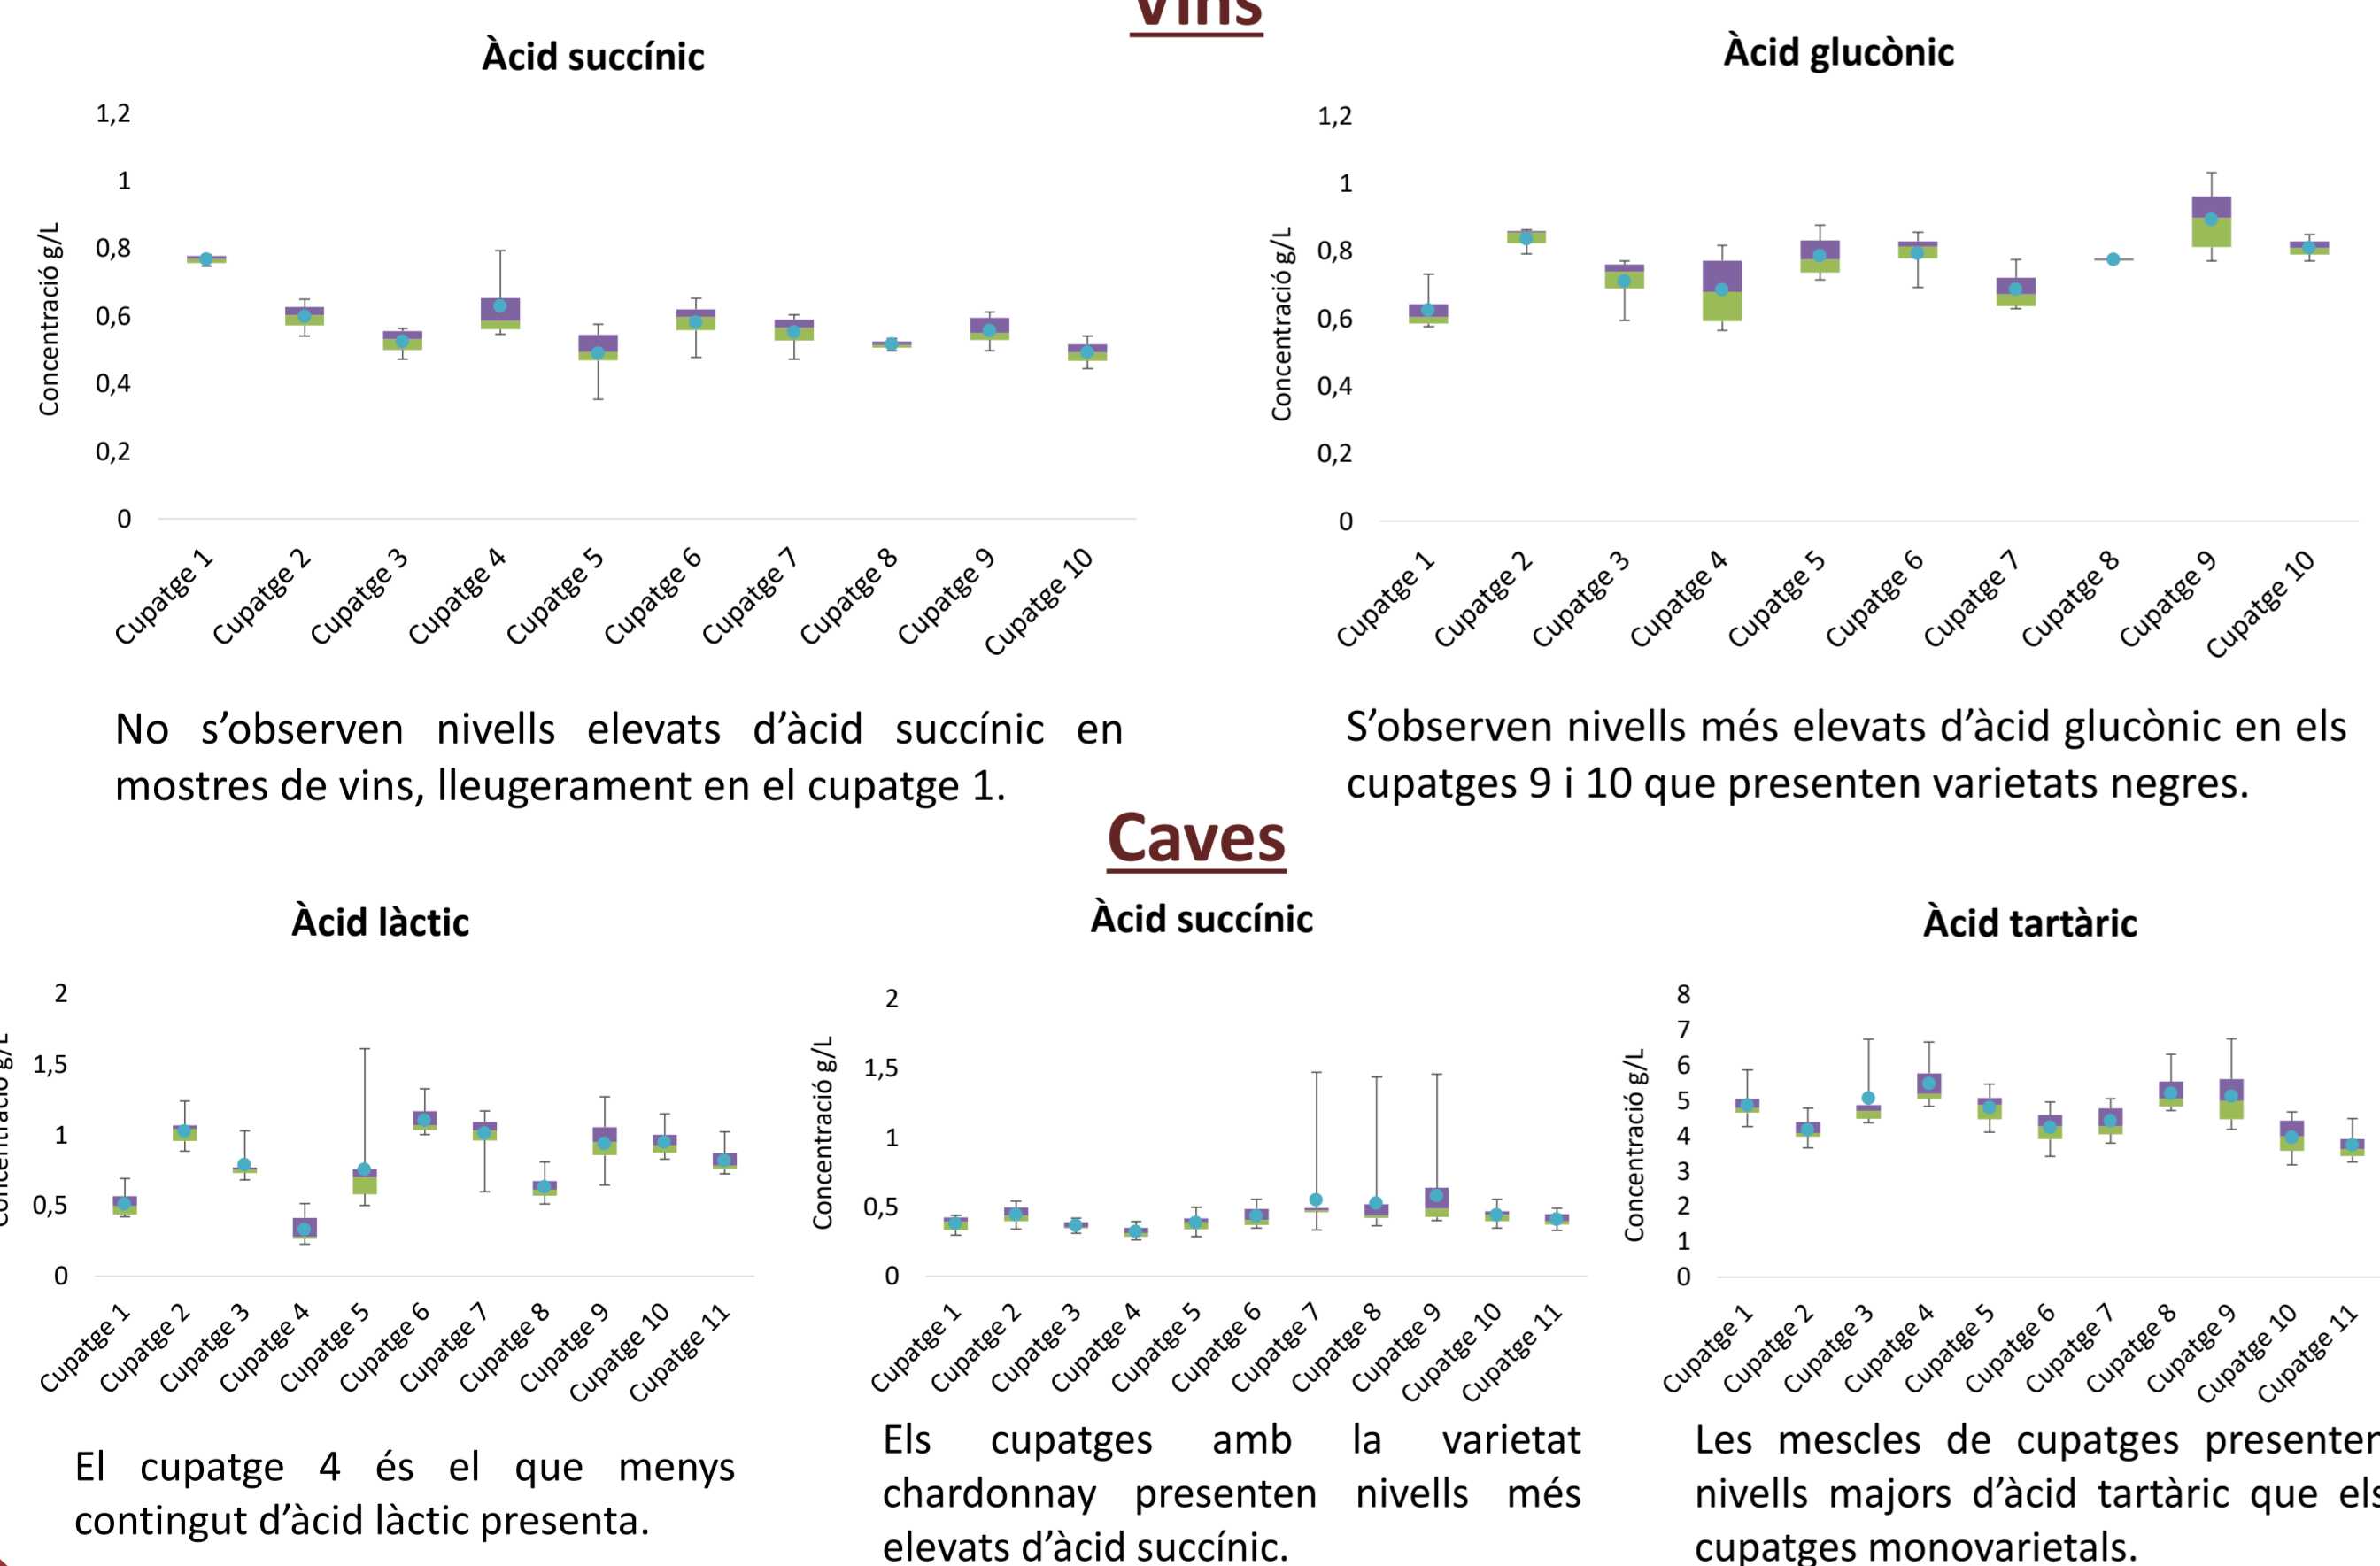 Vins
Àcid succínic
Concentració g/L
1,2
1
0,8
0,6
0,4
0,2
0
Cupatge 1
Cupatge 2
Cupatge 3
Cupatge 4
Cupatge 5
Cupatge 6
Cupatge 7
Cupatge 8
Cupatge 9
Cupatge 10
No s’observen nivells elevats d’àcid succínic en
mostres de vins, lleugerament en el cupatge 1.
Àcid glucònic
Concentració g/L
1,2
1
0,8
0,6
0,4
0,2
0
Cupatge 1
Cupatge 2
Cupatge 3
Cupatge 4
Cupatge 5
Cupatge 6
Cupatge 7
Cupatge 8
Cupatge 9
Cupatge 10
S’observen nivells més elevats d’àcid glucònic en els
cupatges 9 i 10 que presenten varietats negres.
Caves
Àcid làctic
Concentració g/L
2
1,5
1
0,5
0
Cupatge 1
Cupatge 2
Cupatge 3
Cupatge 4
Cupatge 5
Cupatge 6
Cupatge 7
Cupatge 8
Cupatge 9
Cupatge 10
Cupatge 11
El cupatge 4 és el que menys
contingut d’àcid làctic presenta.
Àcid succínic
Concentració g/L
2
1,5
1
0,5
0
Cupatge 1
Cupatge 2
Cupatge 3
Cupatge 4
Cupatge 5
Cupatge 6
Cupatge 7
Cupatge 8
Cupatge 9
Cupatge 10
Cupatge 11
Els cupatges amb la varietat
chardonnay presenten nivells més
elevats d’àcid succínic.
Àcid tartàric
Concentració g/L
8
7
6
5
4
3
2
1
0
Cupatge 1
Cupatge 2
Cupatge 3
Cupatge 4
Cupatge 5
Cupatge 6
Cupatge 7
Cupatge 8
Cupatge 9
Cupatge 10
Cupatge 11
Les mescles de cupatges presenten
nivells majors d’àcid tartàric que els
cupatges monovarietals.